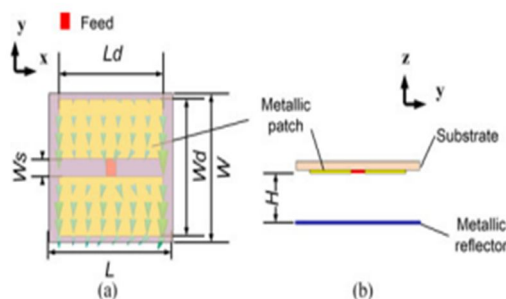 Feed
y
x
Ld
Metallic
patch
Ws
Wd
W
L
(a)
z
y
Substrate
H
Metallic
reflector
(b)